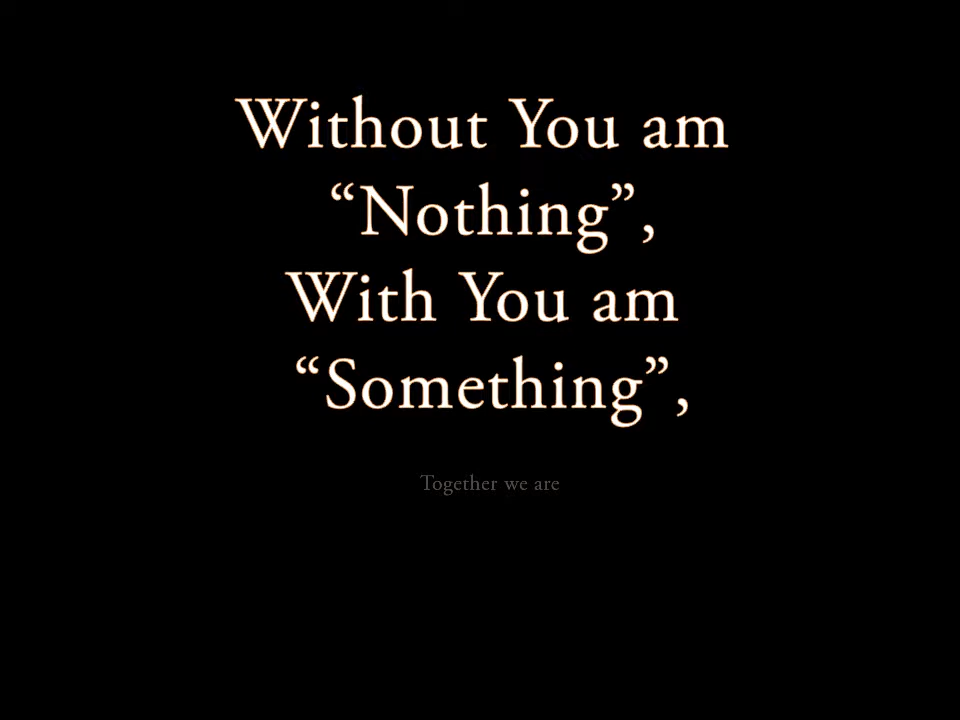 Without You am
“Nothing”,
With You am
“Something”,
Together we are